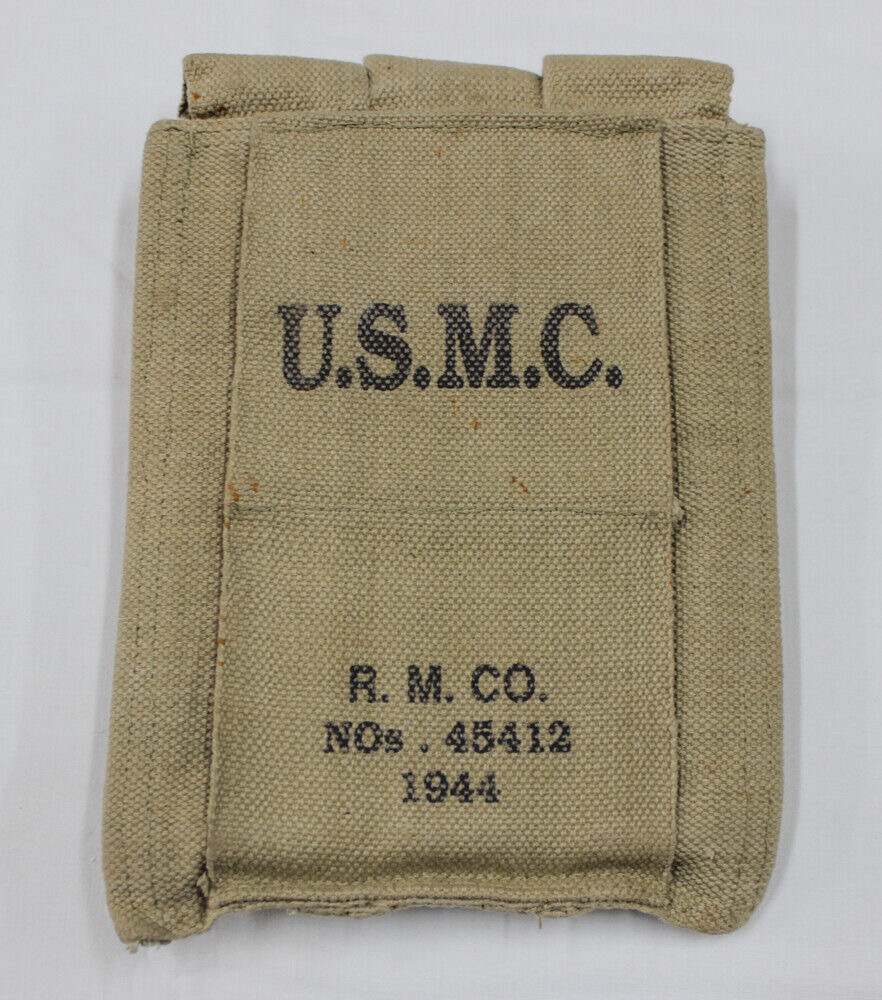 U.S.M.C.
R. M. CO.
NOs . 45412
1944